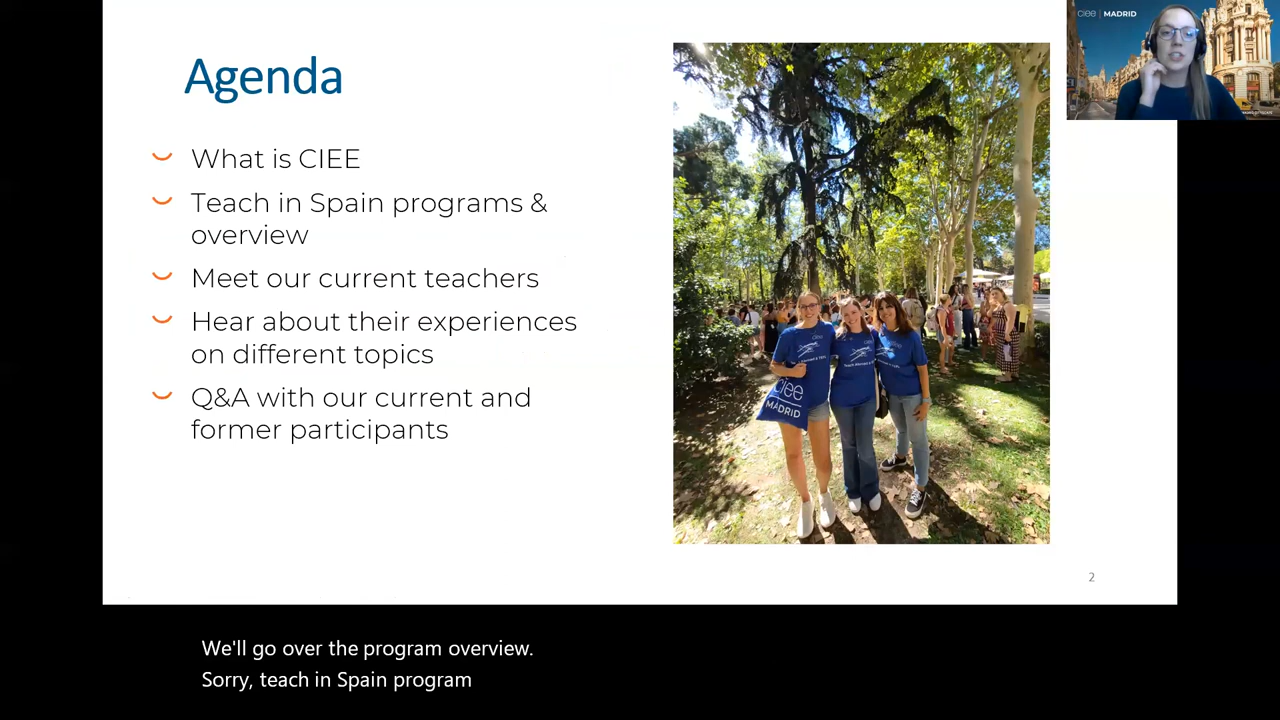 Agenda
What is CIEE
Teach in Spain programs &
overview
Meet our current teachers
Hear about their experiences
on different topics
Q&A with our current and
former participants
ciee | MADRID
ciee
MADRID
2
We'll go over the program overview.
Sorry, teach in Spain program